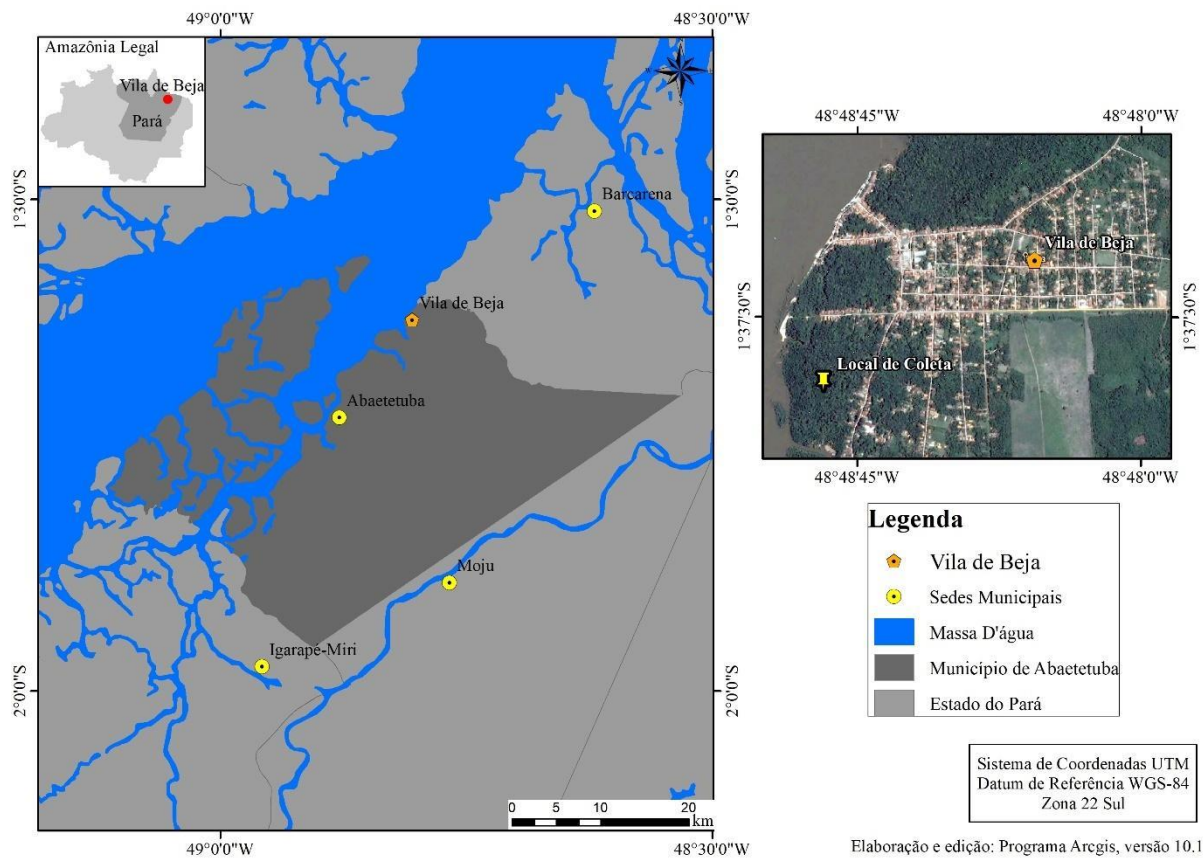 49°0'0"W
48°30'0"W
Amazônia Legal
Vila de Beja
Pará
1°30'0"S
2°0'0"S
Barcarena
Vila de Beja
Abaetetuba
Moju
Igarapé-Miri
0 5 10 20
km
49°0'0"W
48°30'0"W
48°48'45"W
48°48'0"W
Vila de Beja
Local de Coleta
1°37'30"S
1°37'30"S
48°48'45"W
48°48'0"W
Legenda
Vila de Beja
Sedes Municipais
Massa D'água
Município de Abaetetuba
Estado do Pará
1°30'0"S
2°0'0"S
Sistema de Coordenadas UTM
Datum de Referência WGS-84
Zona 22 Sul
Elaboração e edição: Programa Arcgis, versão 10.1